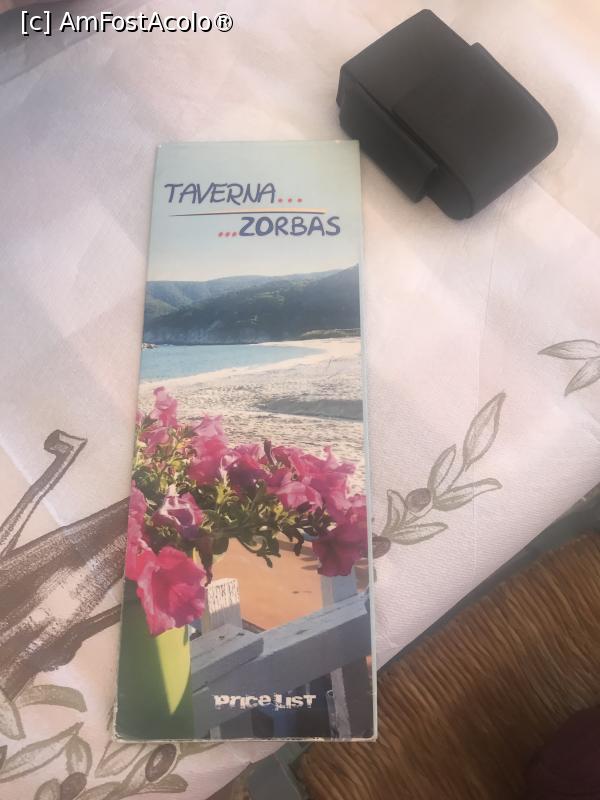 [c] AmFostAcolo®
TAVERNA...
...ZORBAS
PRICE LIST